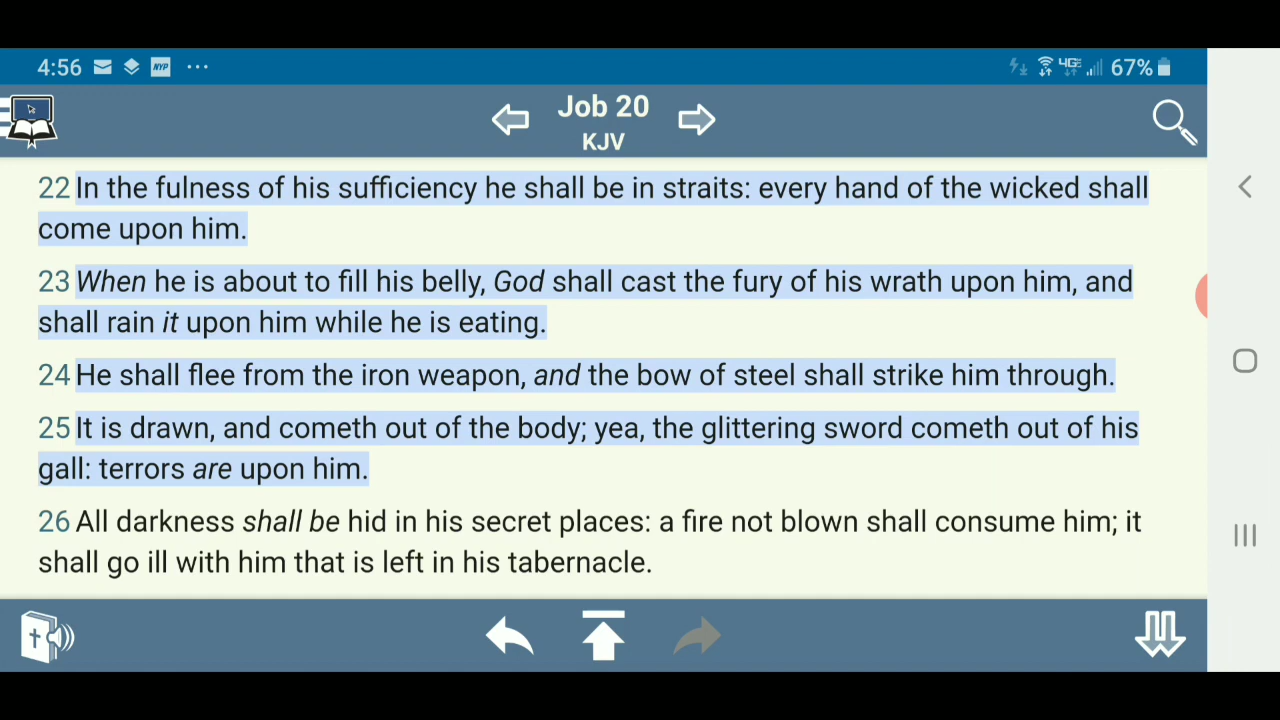 4:56 NYP ... 4GE 67%
Job 20
KJV
22 In the fulness of his sufficiency he shall be in straits: every hand of the wicked shall
come upon him.
23 When he is about to fill his belly, God shall cast the fury of his wrath upon him, and
shall rain it upon him while he is eating.
24 He shall flee from the iron weapon, and the bow of steel shall strike him through.
25 It is drawn, and cometh out of the body; yea, the glittering sword cometh out of his
gall: terrors are upon him.
26 All darkness shall be hid in his secret places: a fire not blown shall consume him; it
shall go ill with him that is left in his tabernacle.